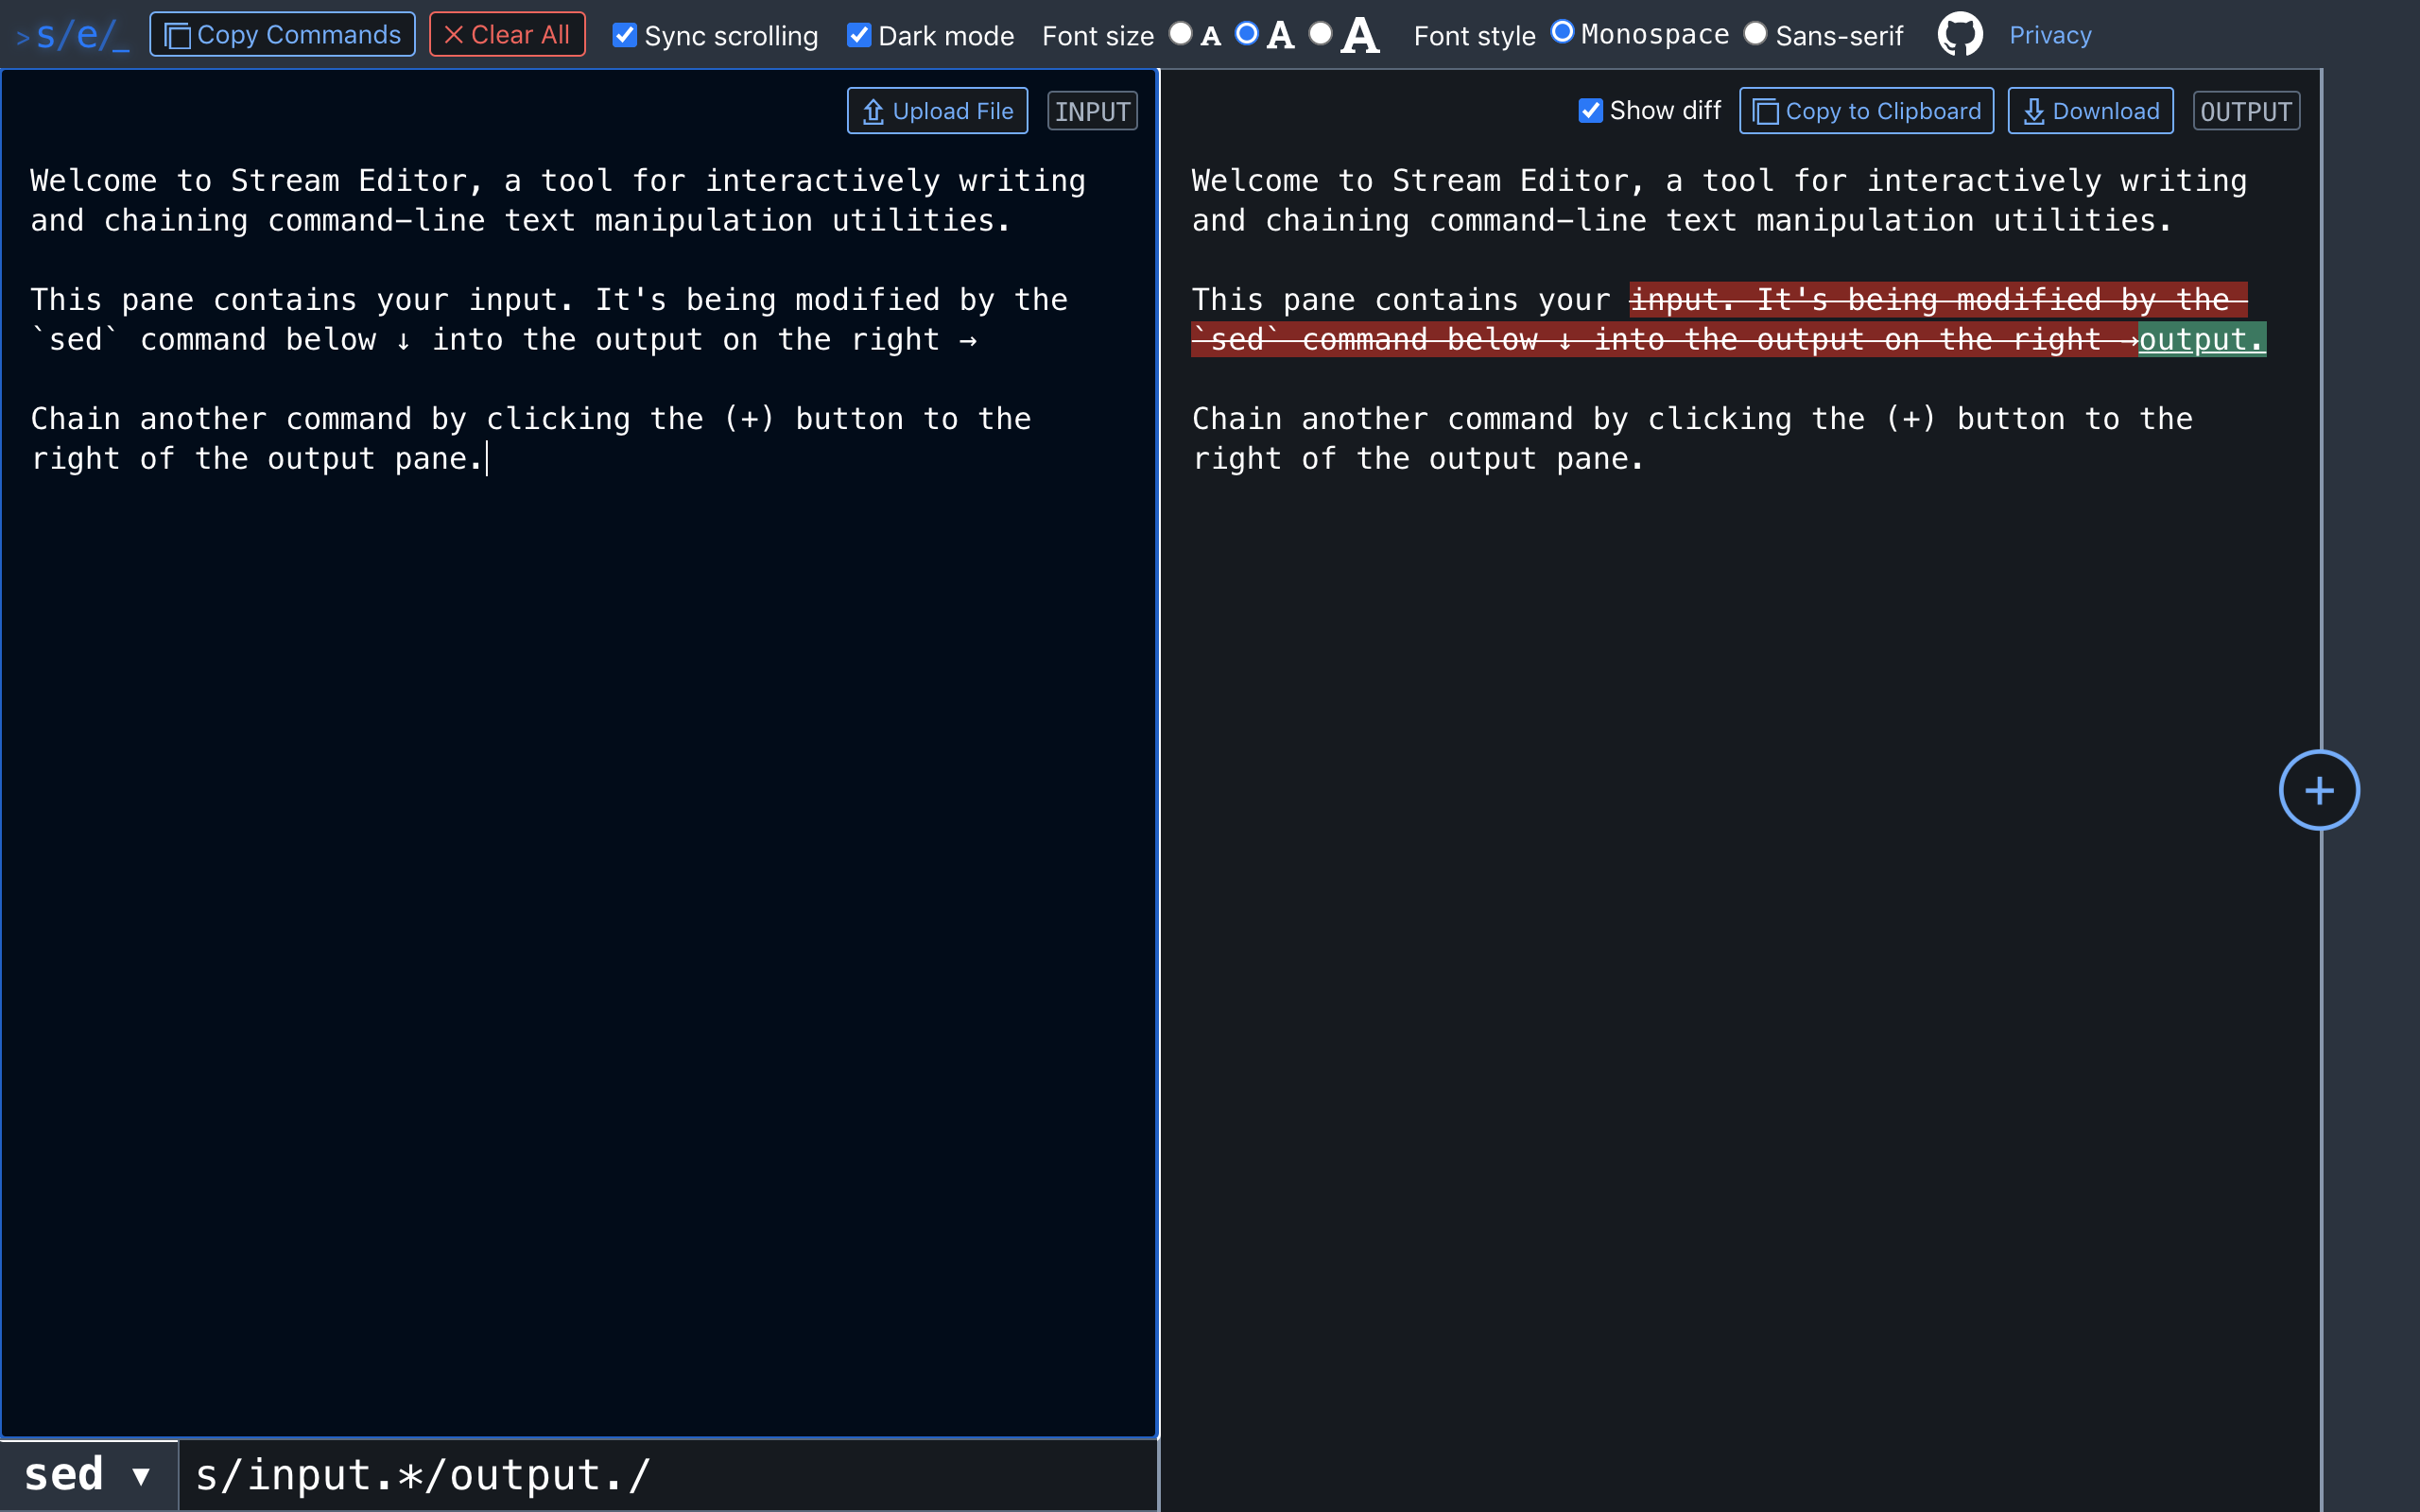 >s/e/_ Copy Commands Clear All Sync scrolling Dark mode Font size A A A Font style Monospace Sans-serif Privacy
Upload File INPUT
Welcome to Stream Editor, a tool for interactively writing
and chaining command-line text manipulation utilities.
This pane contains your input. It's being modified by the
`sed` command below ↓ into the output on the right →
Chain another command by clicking the (+) button to the
right of the output pane.
sed ▼ s/input.*/output./
Show diff Copy to Clipboard Download OUTPUT
Welcome to Stream Editor, a tool for interactively writing
and chaining command-line text manipulation utilities.
This pane contains your input. It's being modified by the
`sed` command below ↓ into the output on the right →output.
Chain another command by clicking the (+) button to the
right of the output pane.
+